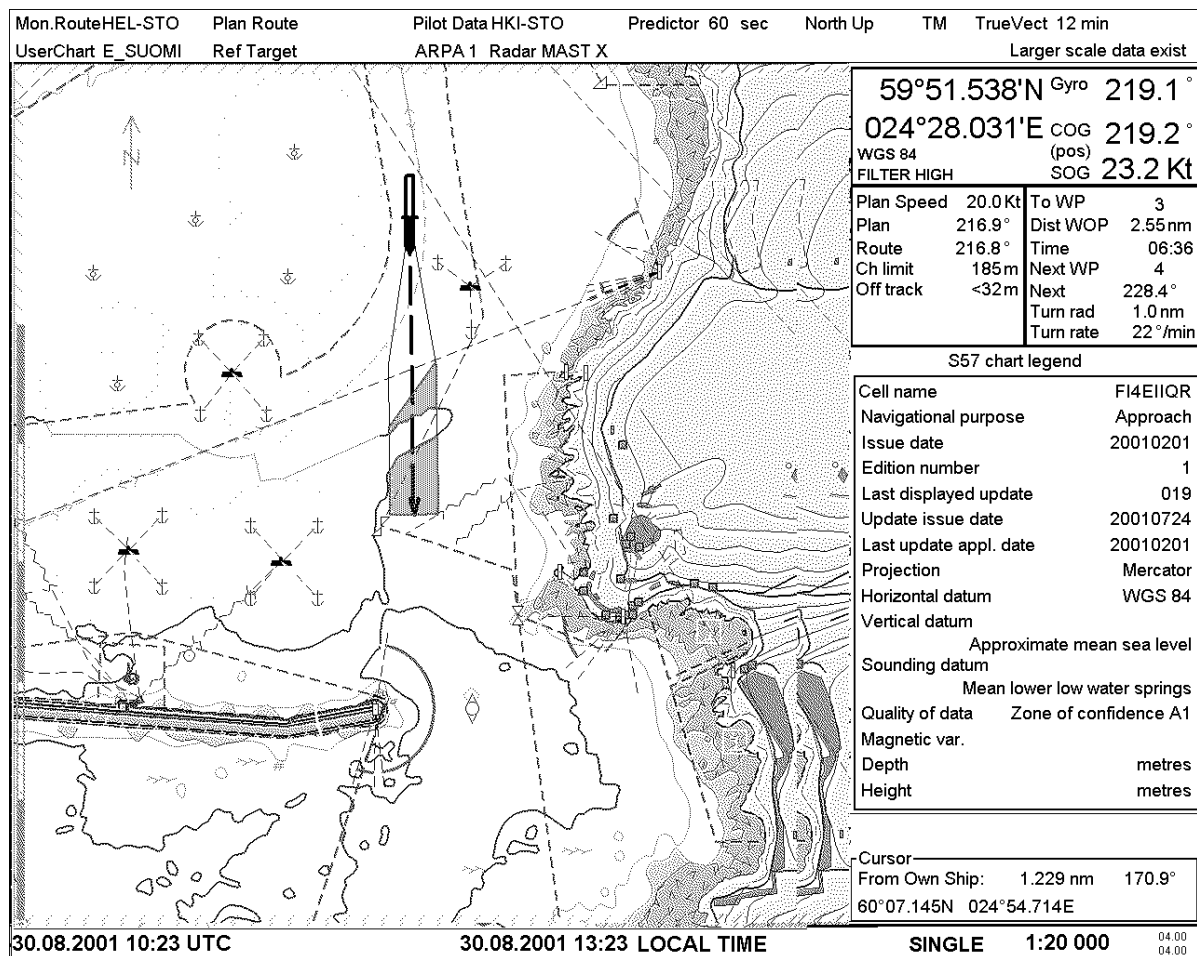 Mon.RouteHEL-STO Plan Route Pilot Data HKI-STO Predictor 60 sec North Up TM TrueVect 12 min
UserChart E_SUOMI Ref Target ARPA 1 Radar MAST X Larger scale data exist
N
59°51.538'N Gyro 219.1°
024°28.031'E COG 219.2°
WGS 84 (pos)
FILTER HIGH SOG 23.2 Kt
Plan Speed 20.0 Kt To WP 3
Plan 216.9° Dist WOP 2.55 nm
Route 216.8° Time 06:36
Ch limit 185 m Next WP 4
Off track <32 m Next 228.4°
Turn rad 1.0 nm
Turn rate 22°/min
S57 chart legend
Cell name FI4EIIQR
Navigational purpose Approach
Issue date 20010201
Edition number 1
Last displayed update 019
Update issue date 20010724
Last update appl. date 20010201
Projection Mercator
Horizontal datum WGS 84
Vertical datum
Approximate mean sea level
Sounding datum
Mean lower low water springs
Quality of data Zone of confidence A1
Magnetic var.
Depth metres
Height metres
Cursor
From Own Ship: 1.229 nm 170.9°
60°07.145N 024°54.714E
30.08.2001 10:23 UTC 30.08.2001 13:23 LOCAL TIME SINGLE 1:20 000 04.00
04.00